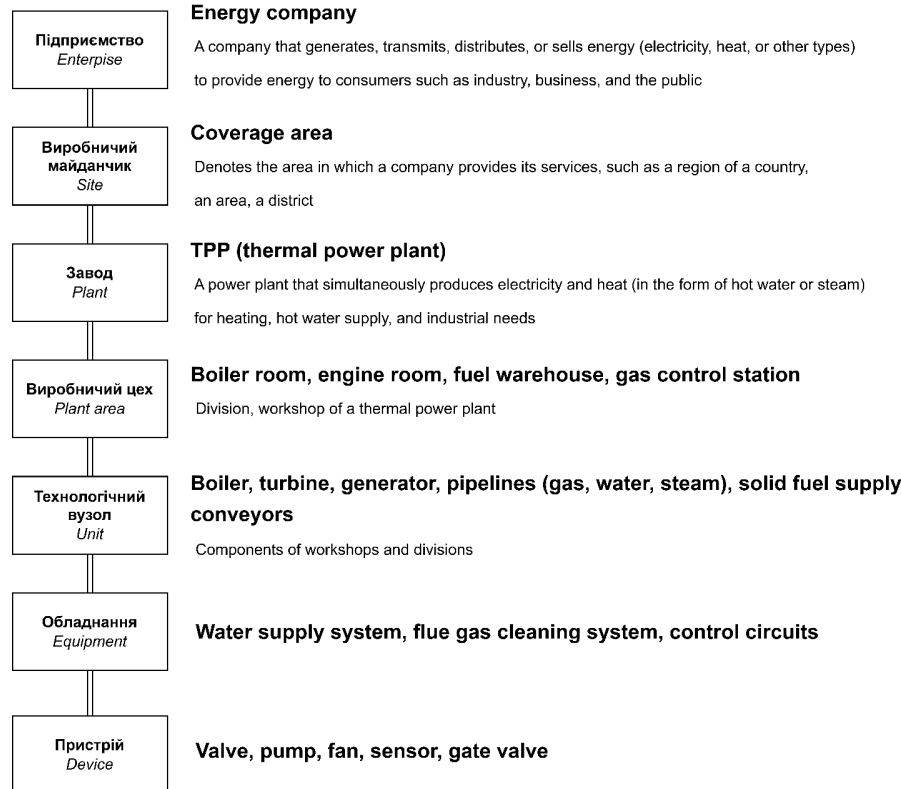 Energy company
Підприємство
Enterpise
A company that generates, transmits, distributes, or sells energy (electricity, heat, or other types)
to provide energy to consumers such as industry, business, and the public
Coverage area
Виробничий
майданчик
Site
Denotes the area in which a company provides its services, such as a region of a country,
an area, a district
TPP (thermal power plant)
Завод
Plant
A power plant that simultaneously produces electricity and heat (in the form of hot water or steam)
for heating, hot water supply, and industrial needs
Boiler room, engine room, fuel warehouse, gas control station
Виробничий цех
Plant area
Division, workshop of a thermal power plant
Boiler, turbine, generator, pipelines (gas, water, steam), solid fuel supply
conveyors
Технологічний
вузол
Unit
Components of workshops and divisions
Обладнання
Equipment
Water supply system, flue gas cleaning system, control circuits
Пристрій
Device
Valve, pump, fan, sensor, gate valve